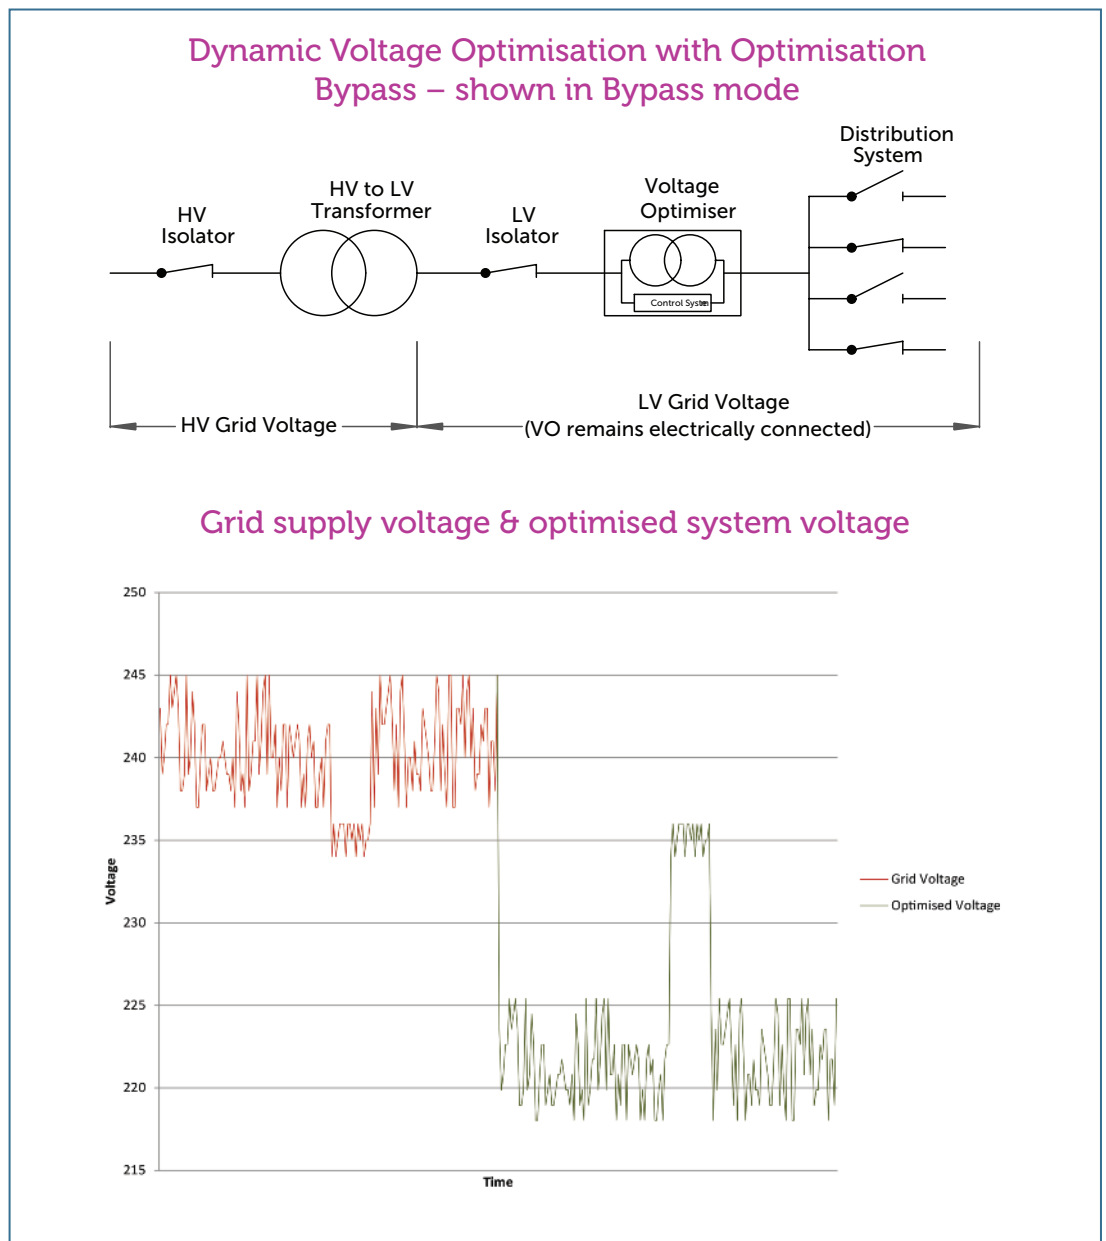 Dynamic Voltage Optimisation with Optimisation
Bypass – shown in Bypass mode
Distribution
System
HV to LV
Transformer
Voltage
Optimiser
HV
Isolator
LV
Isolator
Control System
HV Grid Voltage
LV Grid Voltage
(VO remains electrically connected)
Grid supply voltage & optimised system voltage
250
245
240
235
230
225
220
215
Voltage
Time
Grid Voltage
Optimised Voltage